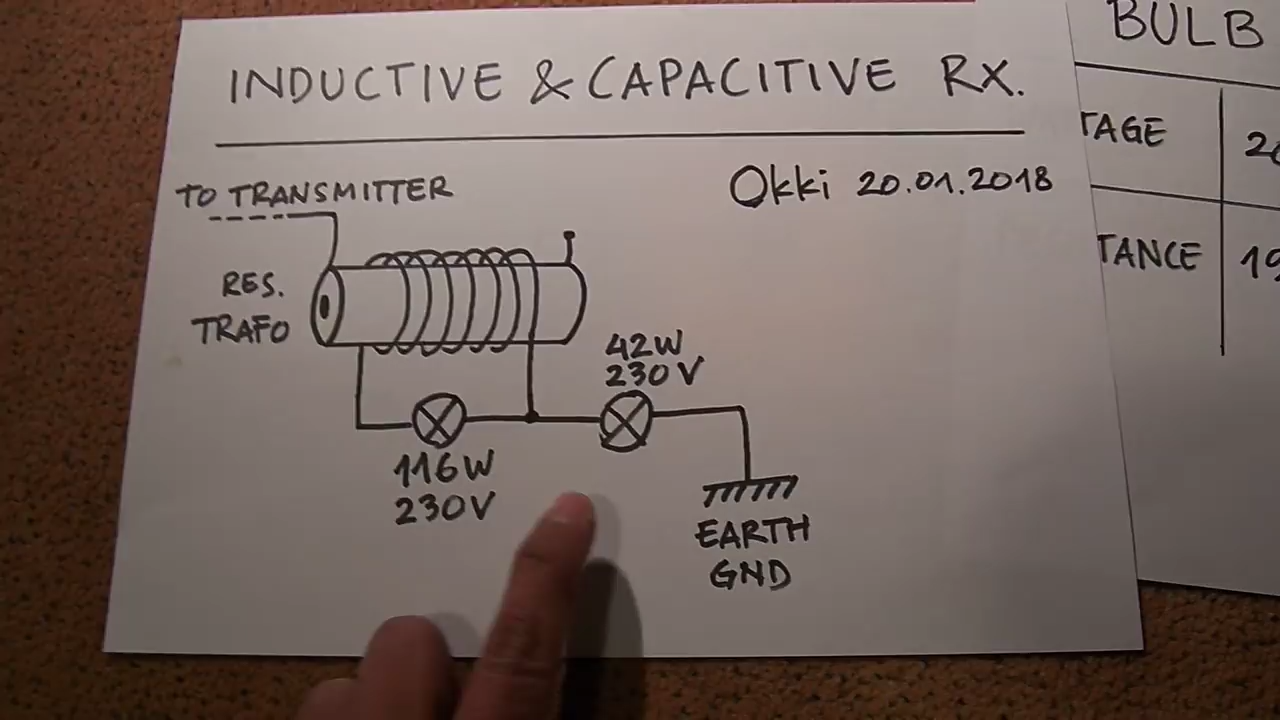 INDUCTIVE & CAPACITIVE RX.
Okki 20.01.2018
TO TRANSMITTER
RES.
TRAFO
42W
230V
116W
230V
EARTH
GND
BULB
TAGE
TANCE